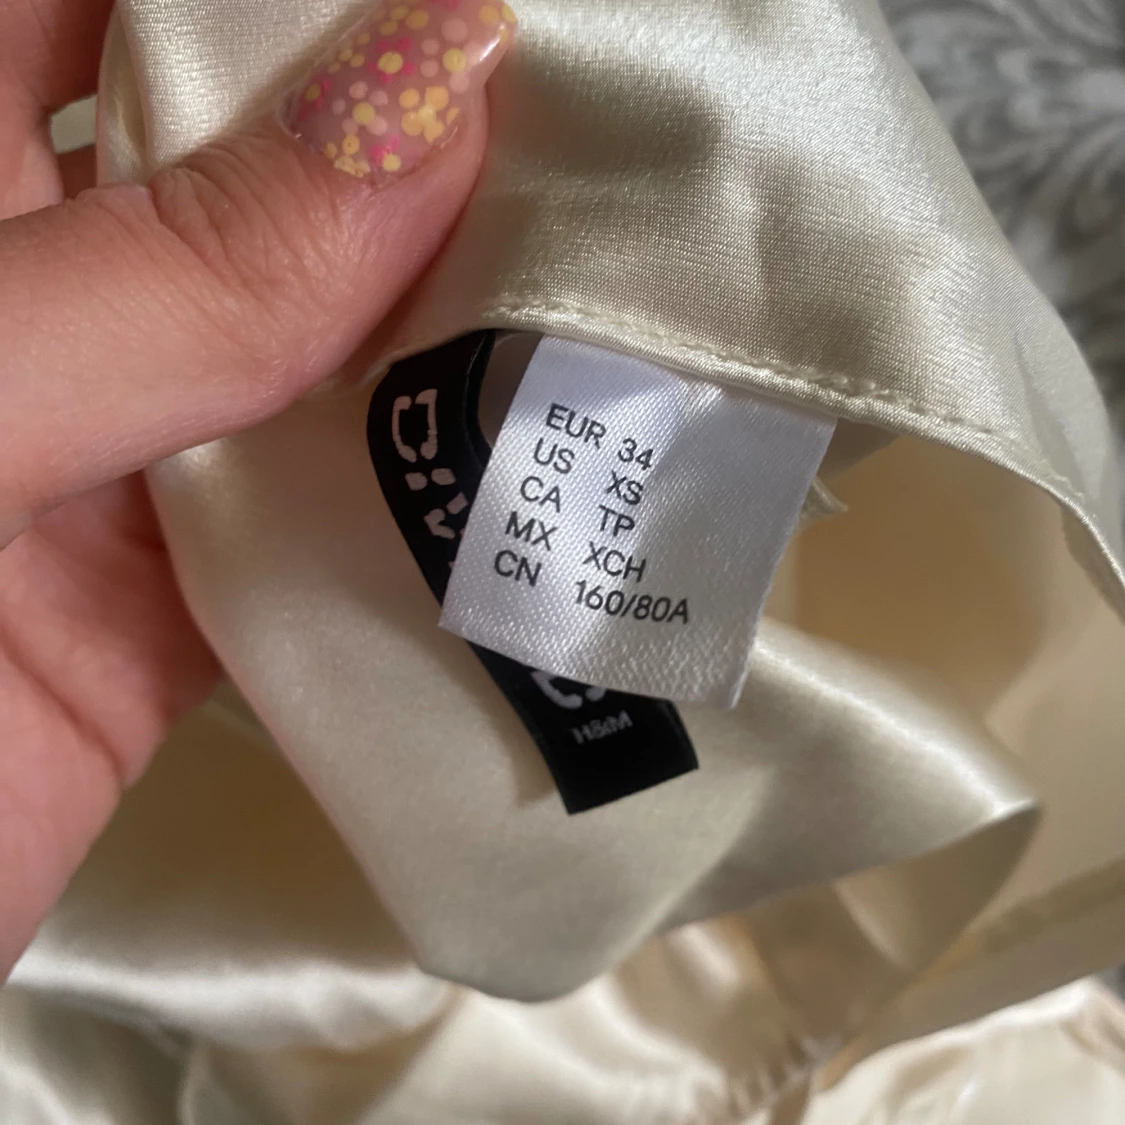 EUR 34
US XS
CA TP
MX XCH
CN 160/80A
H&M